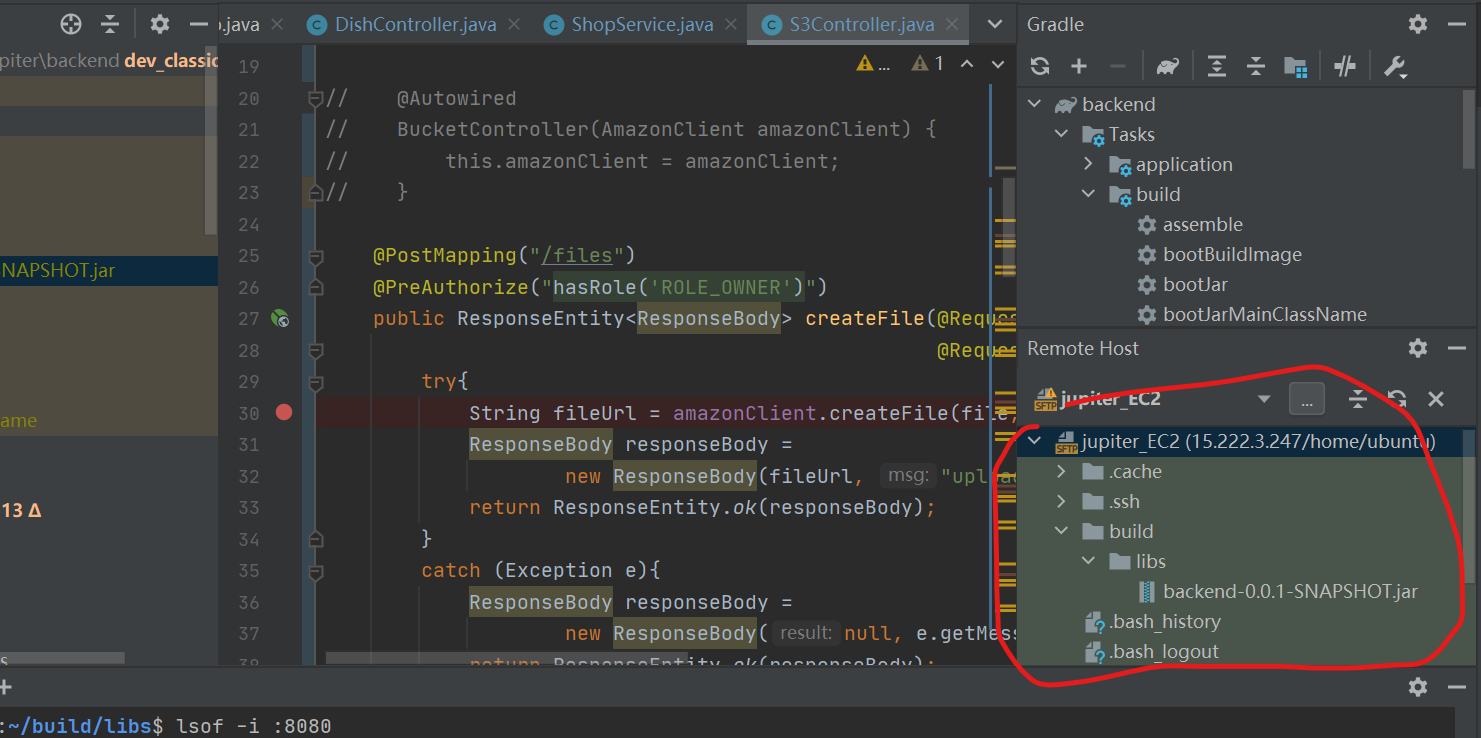 o.java
DishController.java
ShopService.java
S3Controller.java
piter\backend dev_classic
NAPSHOT.jar
ame
13 Δ
s
... 1
19
20 // @Autowired
21 // BucketController(AmazonClient amazonClient) {
22 // this.amazonClient = amazonClient;
23 // }
24
25 @PostMapping("/files")
26 @PreAuthorize("hasRole('ROLE_OWNER')")
27 public ResponseEntity<ResponseBody> createFile(@Reque
28 @Reque
29 try{
30 String fileUrl = amazonClient.createFile(file,
31 ResponseBody responseBody =
32 new ResponseBody(fileUrl, msg: "uploa
33 return ResponseEntity.ok(responseBody);
34 }
35 catch (Exception e){
36 ResponseBody responseBody =
37 new ResponseBody( result: null, e.getMess
38 return ResponseEntity.ok(responseBody);
Gradle
backend
Tasks
application
build
assemble
bootBuildImage
bootJar
bootJarMainClassName
Remote Host
SFTP jupiter_EC2 ...
SFTP jupiter_EC2 (15.222.3.247/home/ubuntu)
.cache
.ssh
build
libs
backend-0.0.1-SNAPSHOT.jar
.bash_history
.bash_logout
:~/build/libs$ lsof -i :8080